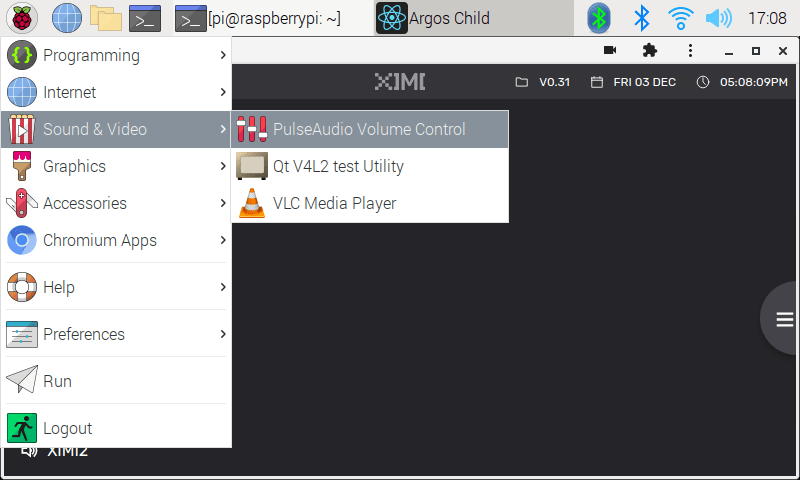 [pi@raspberrypi: ~]
Argos Child
17:08
XIMI
V0.31
FRI 03 DEC
05:08:09PM
Programming
Internet
Sound & Video
PulseAudio Volume Control
Graphics
Qt V4L2 test Utility
Accessories
VLC Media Player
Chromium Apps
Help
Preferences
Run
Logout
XIMI2